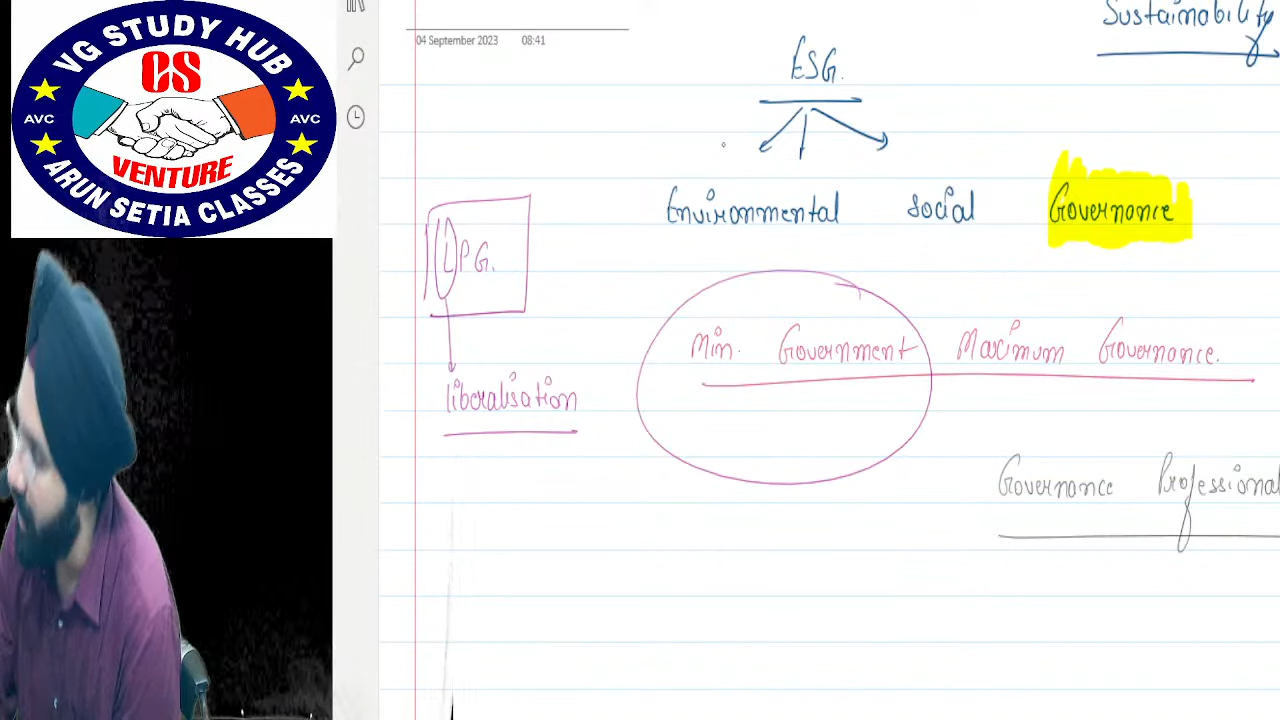 VG STUDY HUB
CS
AVC
AVC
VENTURE
ARUN SETIA CLASSES
04 September 2023 08:41
Sustainability
ESG.
Environmental Social Governance
LPG.
Min. Government Maximum Governance.
liberalisation
Governance Professional